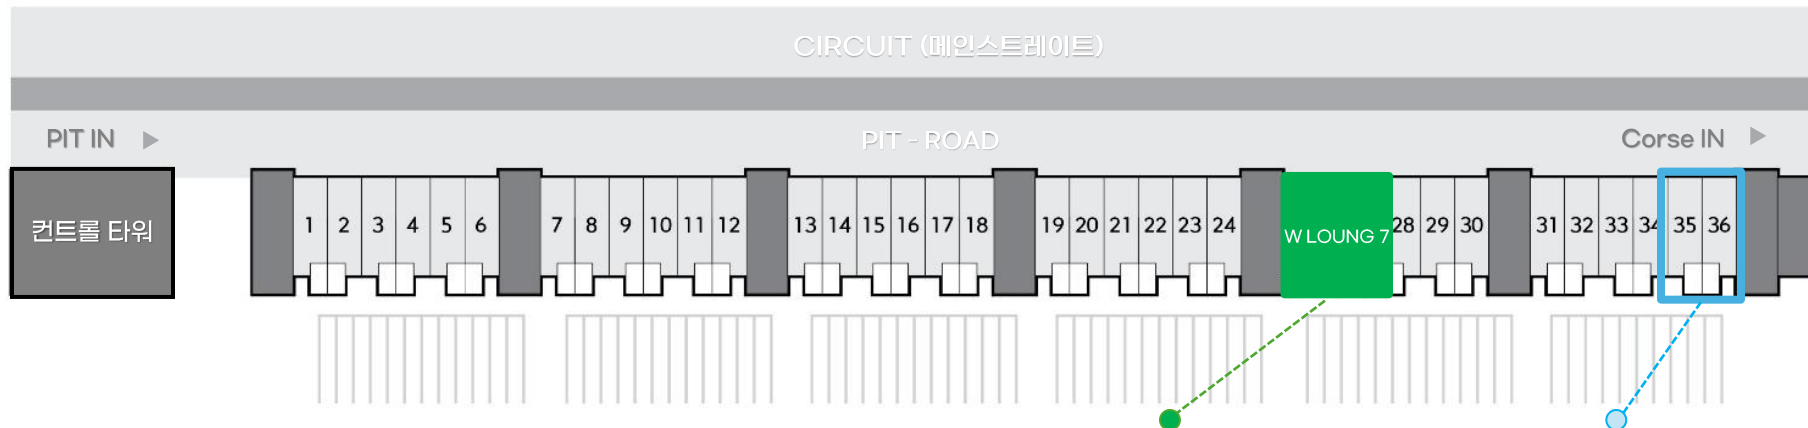 CIRCUIT (메인스트레이트)
PIT IN
PIT - ROAD
Corse IN
컨트롤 타워
1 2 3 4 5 6 7 8 9 10 11 12 13 14 15 16 17 18 19 20 21 22 23 24 W LOUNG 7 28 29 30 31 32 33 34 35 36